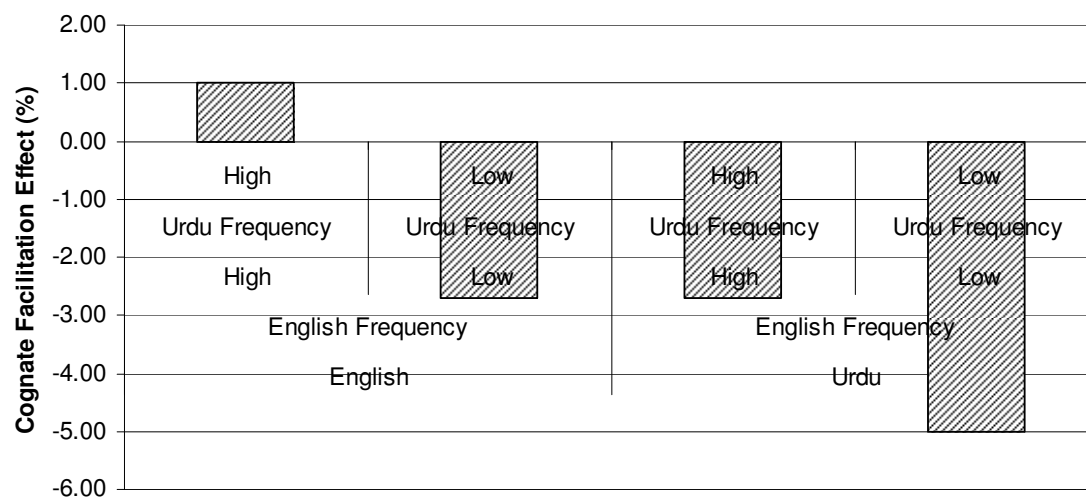 Cognate Facilitation Effect (%)
2.00
1.00
0.00
-1.00
-2.00
-3.00
-4.00
-5.00
-6.00
High Low High Low
Urdu Frequency Urdu Frequency Urdu Frequency Urdu Frequency
High Low High Low
English Frequency English Frequency
English Urdu